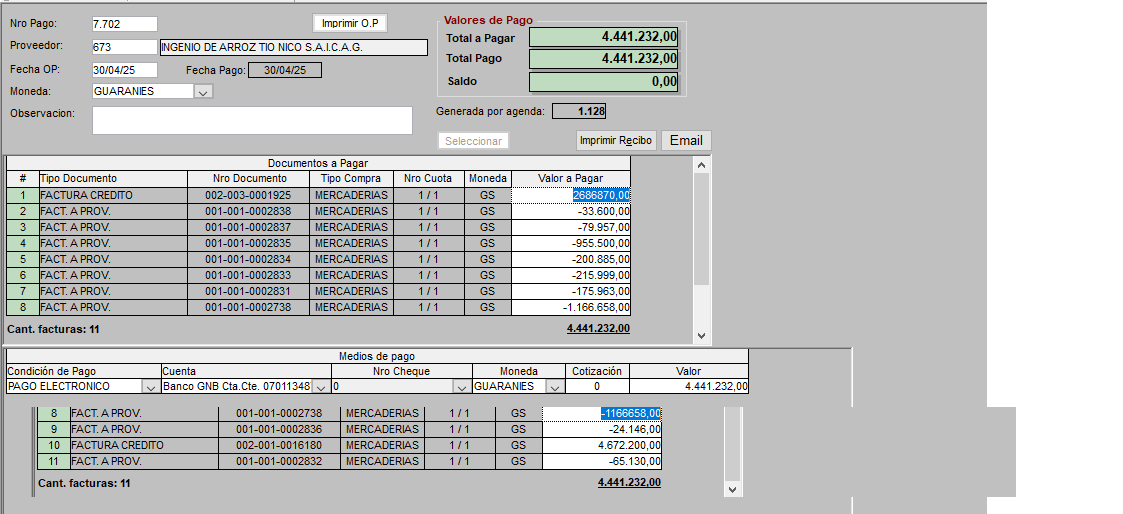 Nro Pago: 7.702 Imprimir O.P
Proveedor: 673 INGENIO DE ARROZ TIO NICO S.A.I.C.A.G.
Fecha OP: 30/04/25 Fecha Pago: 30/04/25
Moneda: GUARANIES
Observacion:
Valores de Pago
Total a Pagar 4.441.232,00
Total Pago 4.441.232,00
Saldo 0,00
Generada por agenda: 1.128
Seleccionar Imprimir Recibo Email
Documentos a Pagar
# Tipo Documento Nro Documento Tipo Compra Nro Cuota Moneda Valor a Pagar
1 FACTURA CREDITO 002-003-0001925 MERCADERIAS 1 / 1 GS 2686870,00
2 FACT. A PROV. 001-001-0002838 MERCADERIAS 1 / 1 GS -33.600,00
3 FACT. A PROV. 001-001-0002837 MERCADERIAS 1 / 1 GS -79.957,00
4 FACT. A PROV. 001-001-0002835 MERCADERIAS 1 / 1 GS -955.500,00
5 FACT. A PROV. 001-001-0002834 MERCADERIAS 1 / 1 GS -200.885,00
6 FACT. A PROV. 001-001-0002833 MERCADERIAS 1 / 1 GS -215.999,00
7 FACT. A PROV. 001-001-0002831 MERCADERIAS 1 / 1 GS -175.963,00
8 FACT. A PROV. 001-001-0002738 MERCADERIAS 1 / 1 GS -1.166.658,00
Cant. facturas: 11 4.441.232,00
Medios de pago
Condición de Pago Cuenta Nro Cheque Moneda Cotización Valor
PAGO ELECTRONICO Banco GNB Cta.Cte. 07011348 0 GUARANIES 0 4.441.232,00
8 FACT. A PROV. 001-001-0002738 MERCADERIAS 1 / 1 GS -1166658,00
9 FACT. A PROV. 001-001-0002836 MERCADERIAS 1 / 1 GS -24.146,00
10 FACTURA CREDITO 002-001-0016180 MERCADERIAS 1 / 1 GS 4.672.200,00
11 FACT. A PROV. 001-001-0002832 MERCADERIAS 1 / 1 GS -65.130,00
Cant. facturas: 11 4.441.232,00